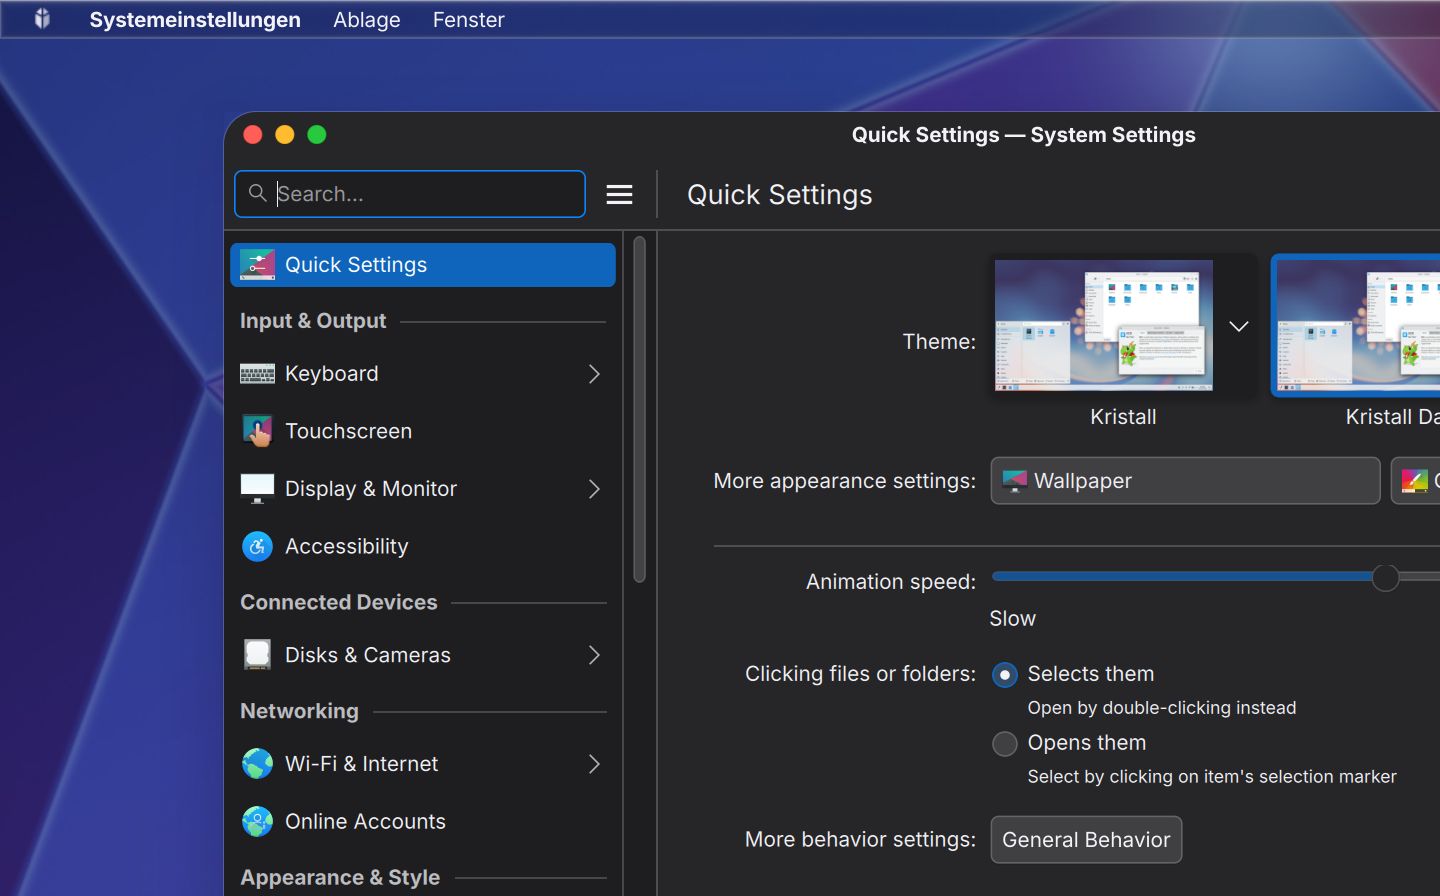 Systemeinstellungen Ablage Fenster
Quick Settings — System Settings
Search...
Quick Settings
Quick Settings
Input & Output
Keyboard
Touchscreen
Display & Monitor
Accessibility
Connected Devices
Disks & Cameras
Networking
Wi-Fi & Internet
Online Accounts
Appearance & Style
Theme:
Kristall
Kristall Da
More appearance settings:
Wallpaper
Animation speed:
Slow
Clicking files or folders:
Selects them
Open by double-clicking instead
Opens them
Select by clicking on item's selection marker
More behavior settings:
General Behavior